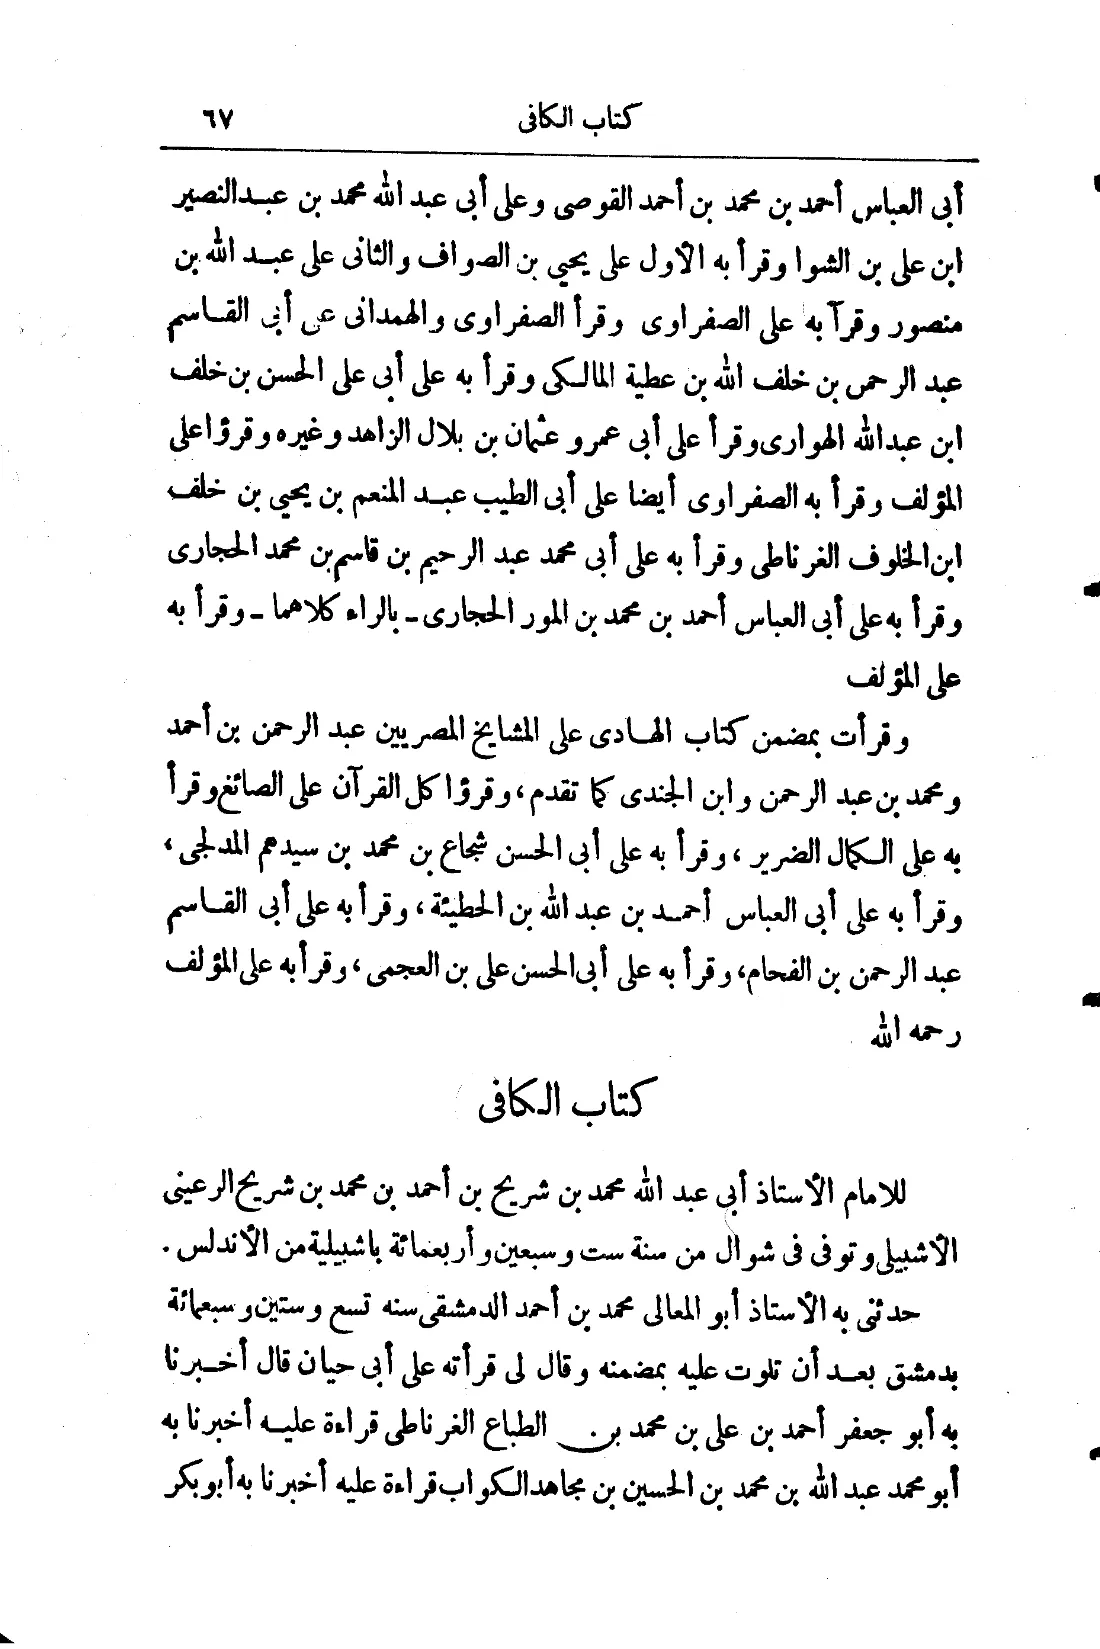 كتاب الكافى ٦٧
أبى العباس أحمد بن محمد بن أحمد القوصى وعلى أبى عبد الله محمد بن عبد النصير
ابن على بن الشوا وقرأ به الأول على يحيى بن الصواف والثانى على عبد الله بن
منصور وقرآ به على الصفراوى وقرأ الصفراوى والهمدانى على أبى القاسم
عبد الرحمن بن خلف الله بن عطية المالكى وقرأ به على أبى على الحسن بن خلف
ابن عبد الله الهوارى وقرأ على أبى عمرو عثمان بن بلال الزاهد وغيره وقرؤا على
المؤلف وقرأ به الصفراوى أيضا على أبى الطيب عبد المنعم بن يحيى بن خلف
ابن الخلوف الغرناطى وقرأ به على أبى محمد عبد الرحيم بن قاسم بن محمد الحجارى
وقرأ به على أبى العباس أحمد بن محمد بن المور الحجارى ـ بالراء كلاهما ـ وقرأ به
على المؤلف
وقرأت بمضمن كتاب الهادى على المشايخ المصريين عبد الرحمن بن أحمد
ومحمد بن عبد الرحمن وابن الجندى كما تقدم ، وقرؤا كل القرآن على الصائغ وقرأ
به على الكمال الضرير ، وقرأ به على أبى الحسن شجاع بن محمد بن سيدهم المدلجى ،
وقرأ به على أبى العباس أحمد بن عبد الله بن الحطيئة ، وقرأ به على أبى القاسم
عبد الرحمن بن الفحام ، وقرأ به على أبى الحسن على بن العجمى ، وقرأ به على المؤلف
رحمه الله
كتاب الكافى
للامام الأستاذ أبى عبد الله محمد بن شريح بن أحمد بن محمد بن شريح الرعينى
الأشبيلى وتوفى فى شوال من سنة ست وسبعين وأربعمائة باشبيلية من الأندلس .
حدثنى به الأستاذ أبو المعالى محمد بن أحمد الدمشقى سنه تسع وستين وسبعمائة
بدمشق بعد أن تلوت عليه بمضمنه وقال لى قرأته على أبى حيان قال أخبرنا
به أبو جعفر أحمد بن على بن محمد بن الطباع الغرناطى قراءة عليه أخبرنا به
أبو محمد عبد الله بن محمد بن الحسين بن مجاهد الكواب قراءة عليه أخبرنا به أبو بكر